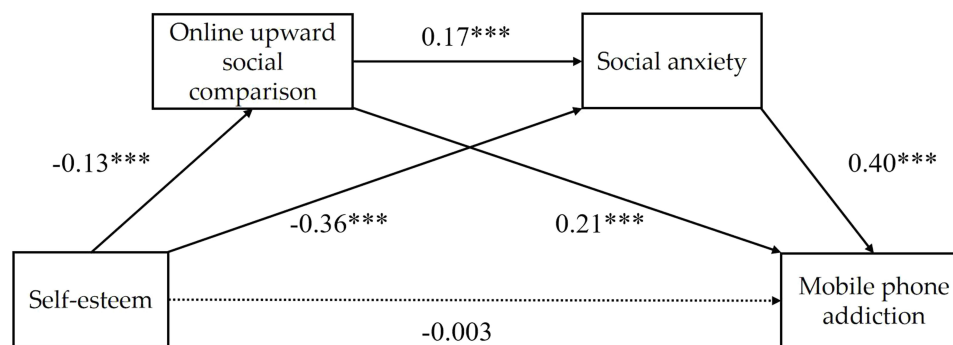 Online upward
social
comparison
0.17***
Social anxiety
-0.13***
0.40***
-0.36***
0.21***
Self-esteem
Mobile phone
addiction
-0.003